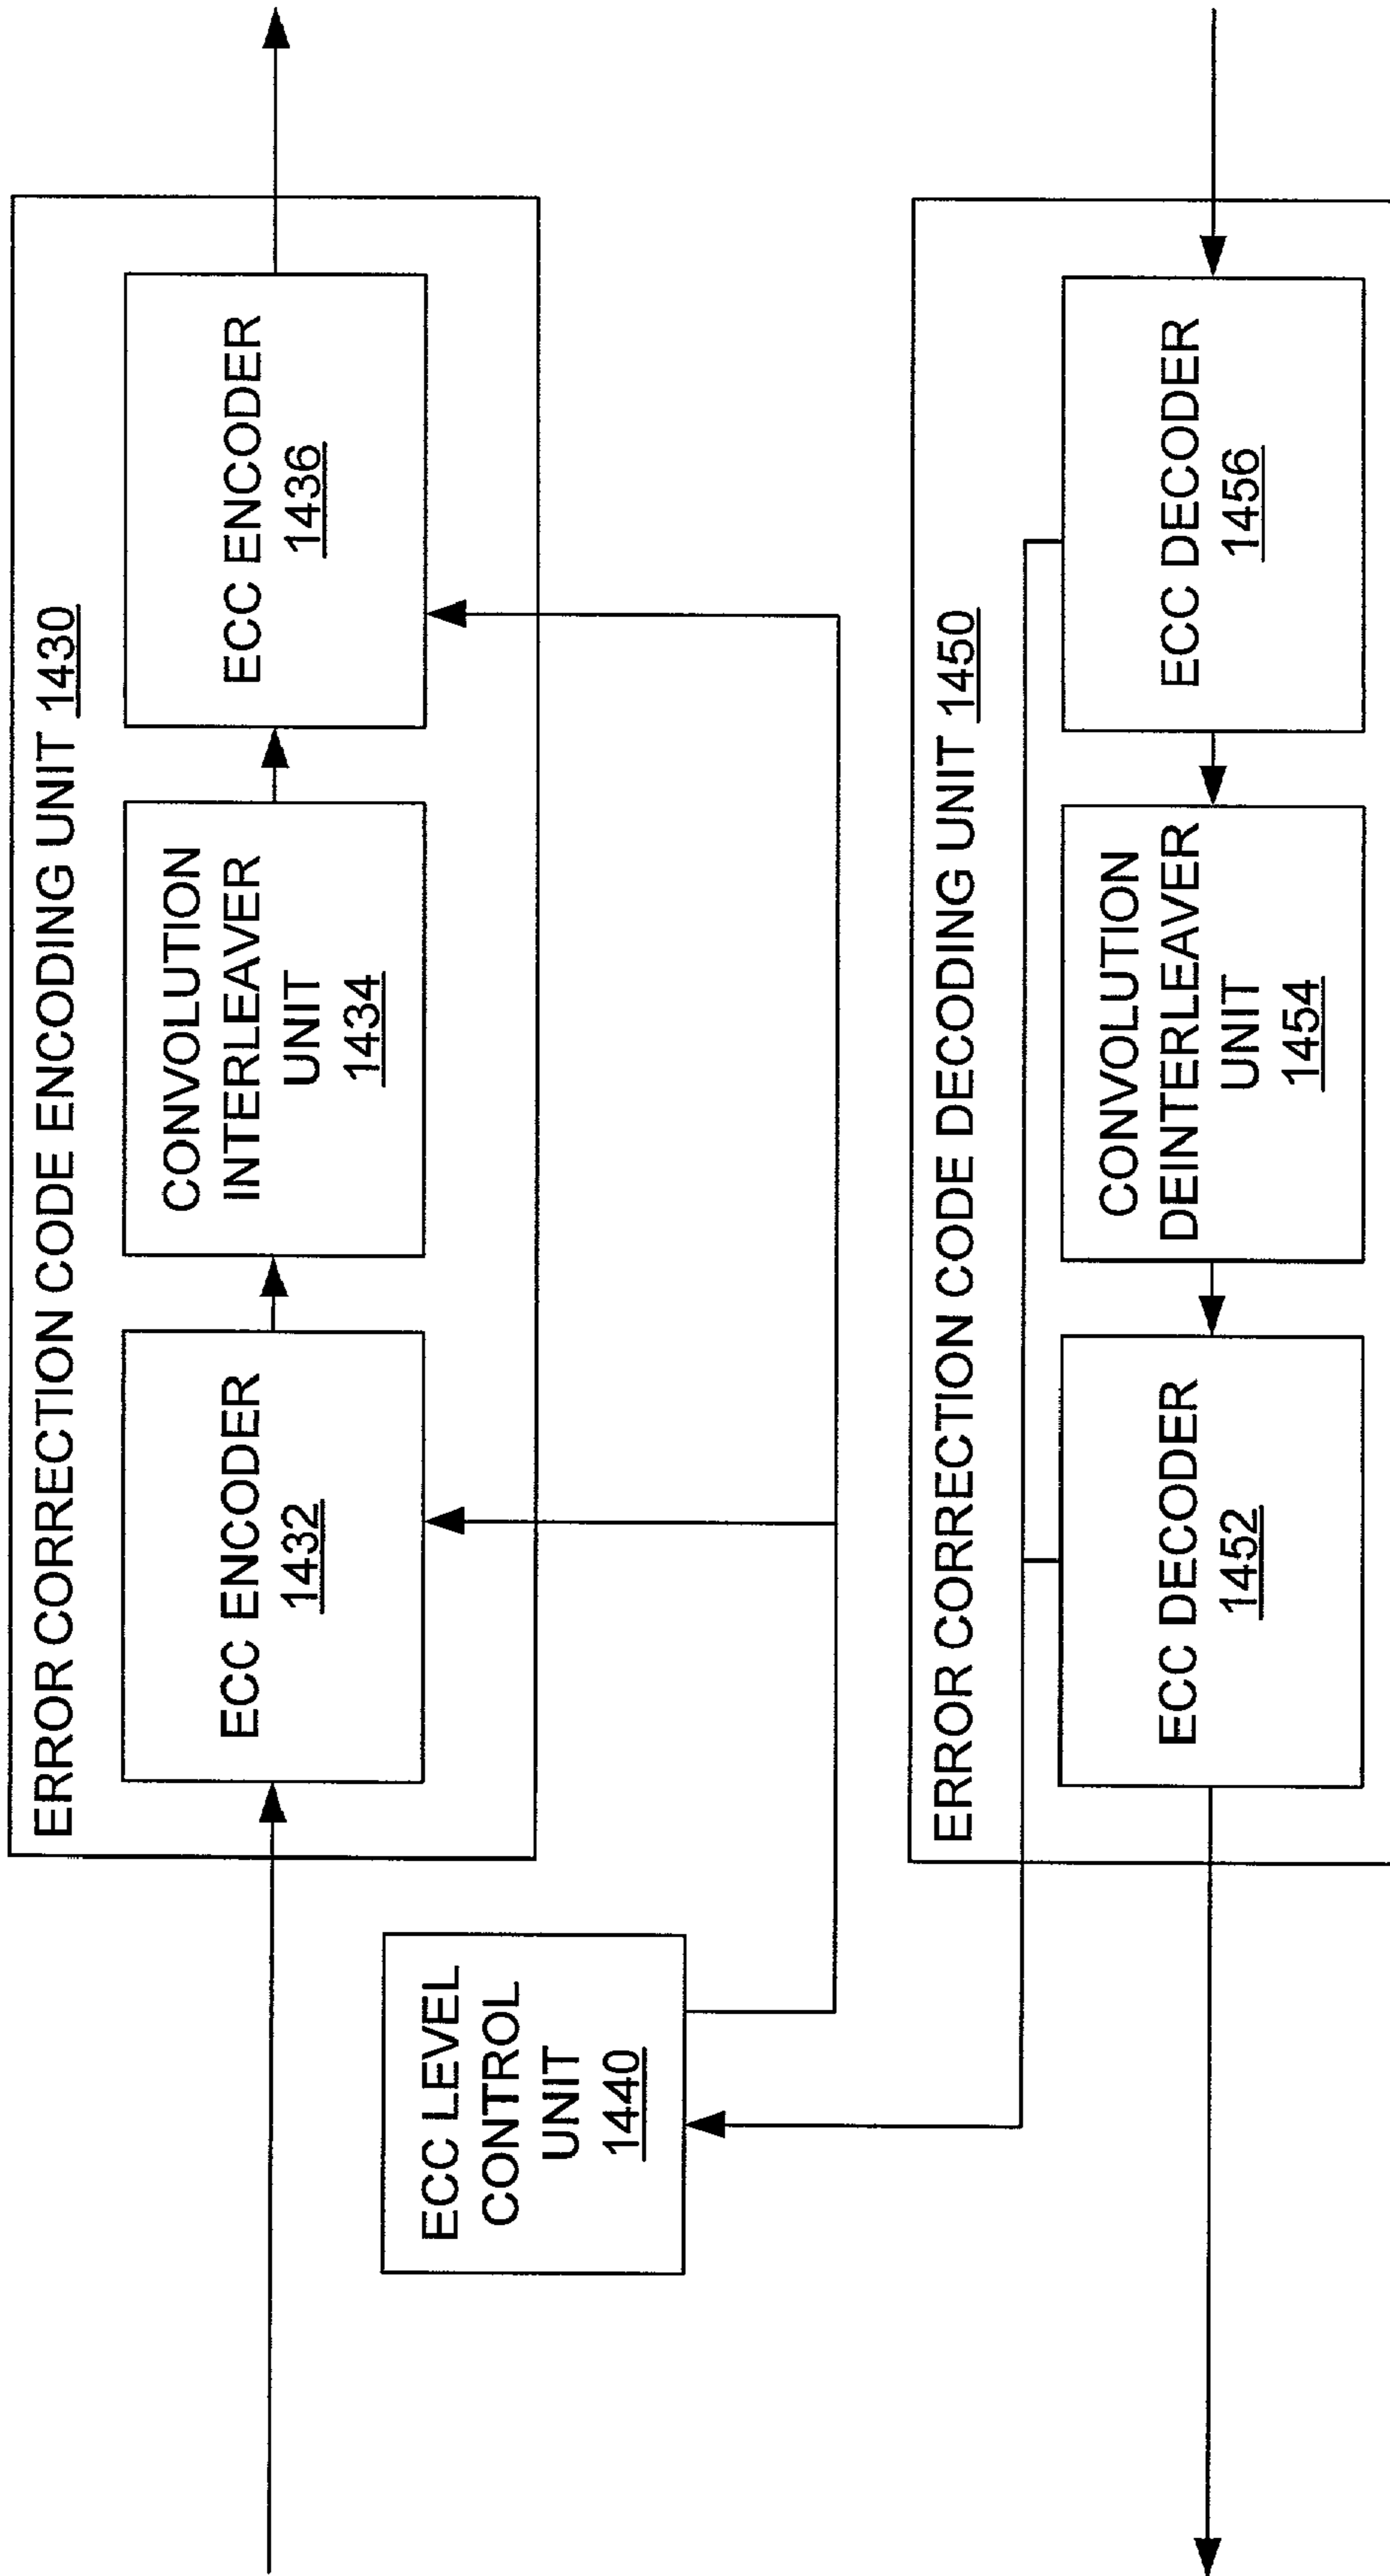 ERROR CORRECTION CODE ENCODING UNIT 1430
ECC ENCODER
1432
CONVOLUTION
INTERLEAVER
UNIT
1434
ECC ENCODER
1436
ECC LEVEL
CONTROL
UNIT
1440
ERROR CORRECTION CODE DECODING UNIT 1450
ECC DECODER
1452
CONVOLUTION
DEINTERLEAVER
UNIT
1454
ECC DECODER
1456